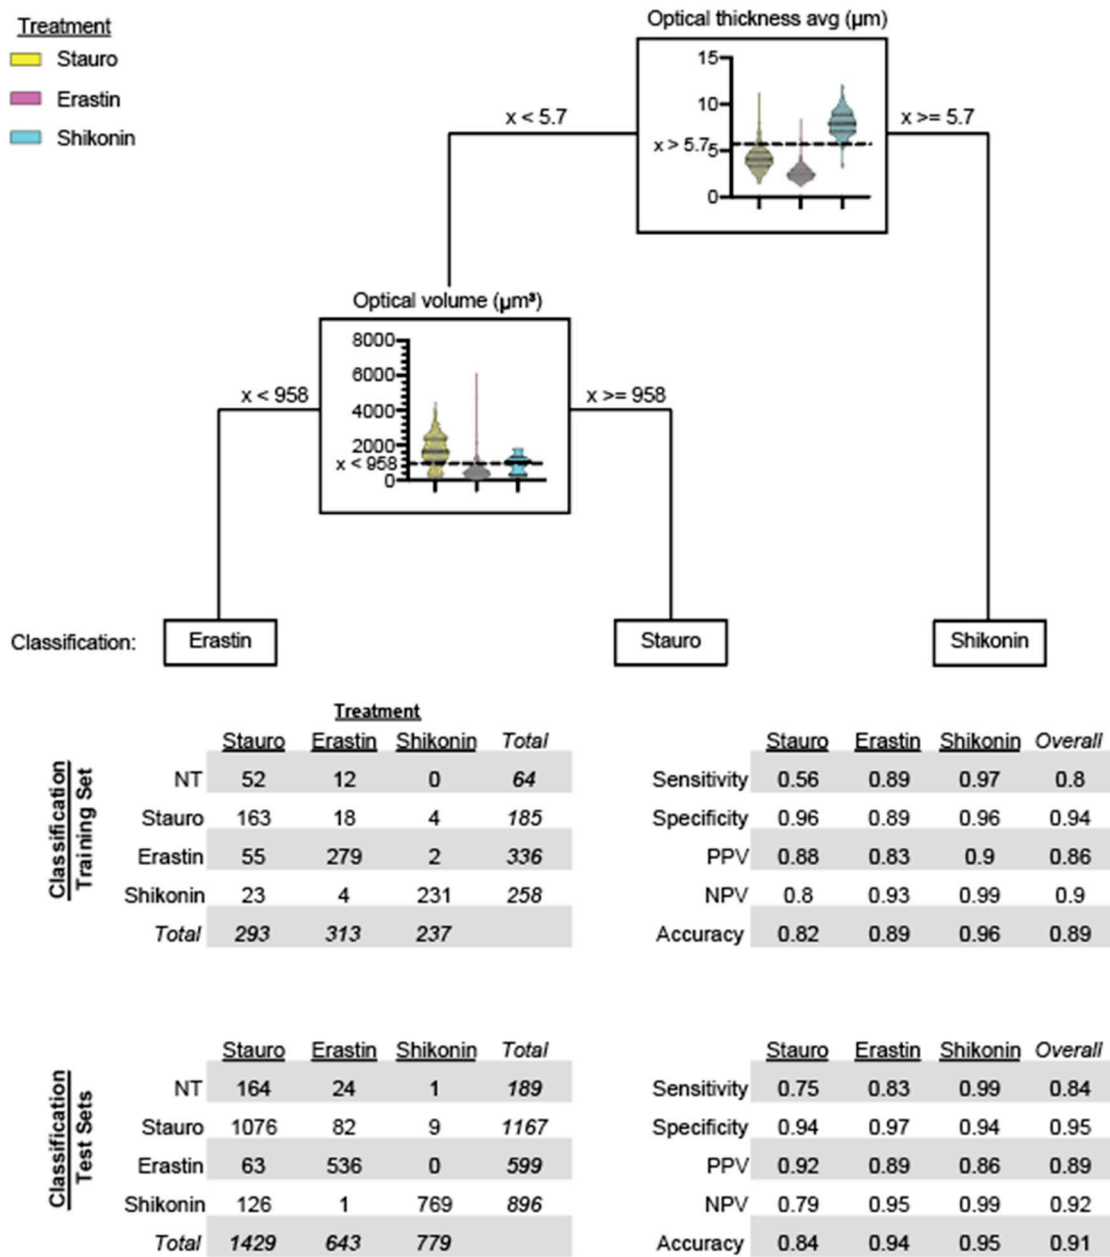 Treatment
Stauro
Erastin
Shikonin
Optical thickness avg (µm)
15
10
x > 5.7
5
0
x < 5.7
x >= 5.7
Optical volume (µm³)
8000
6000
4000
2000
x < 958
0
x < 958
x >= 958
Classification:
Erastin
Stauro
Shikonin
Treatment
Classification
Training Set
Stauro Erastin Shikonin Total
NT 52 12 0 64
Stauro 163 18 4 185
Erastin 55 279 2 336
Shikonin 23 4 231 258
Total 293 313 237
Stauro Erastin Shikonin Overall
Sensitivity 0.56 0.89 0.97 0.8
Specificity 0.96 0.89 0.96 0.94
PPV 0.88 0.83 0.9 0.86
NPV 0.8 0.93 0.99 0.9
Accuracy 0.82 0.89 0.96 0.89
Classification
Test Sets
Stauro Erastin Shikonin Total
NT 164 24 1 189
Stauro 1076 82 9 1167
Erastin 63 536 0 599
Shikonin 126 1 769 896
Total 1429 643 779
Stauro Erastin Shikonin Overall
Sensitivity 0.75 0.83 0.99 0.84
Specificity 0.94 0.97 0.94 0.95
PPV 0.92 0.89 0.86 0.89
NPV 0.79 0.95 0.99 0.92
Accuracy 0.84 0.94 0.95 0.91